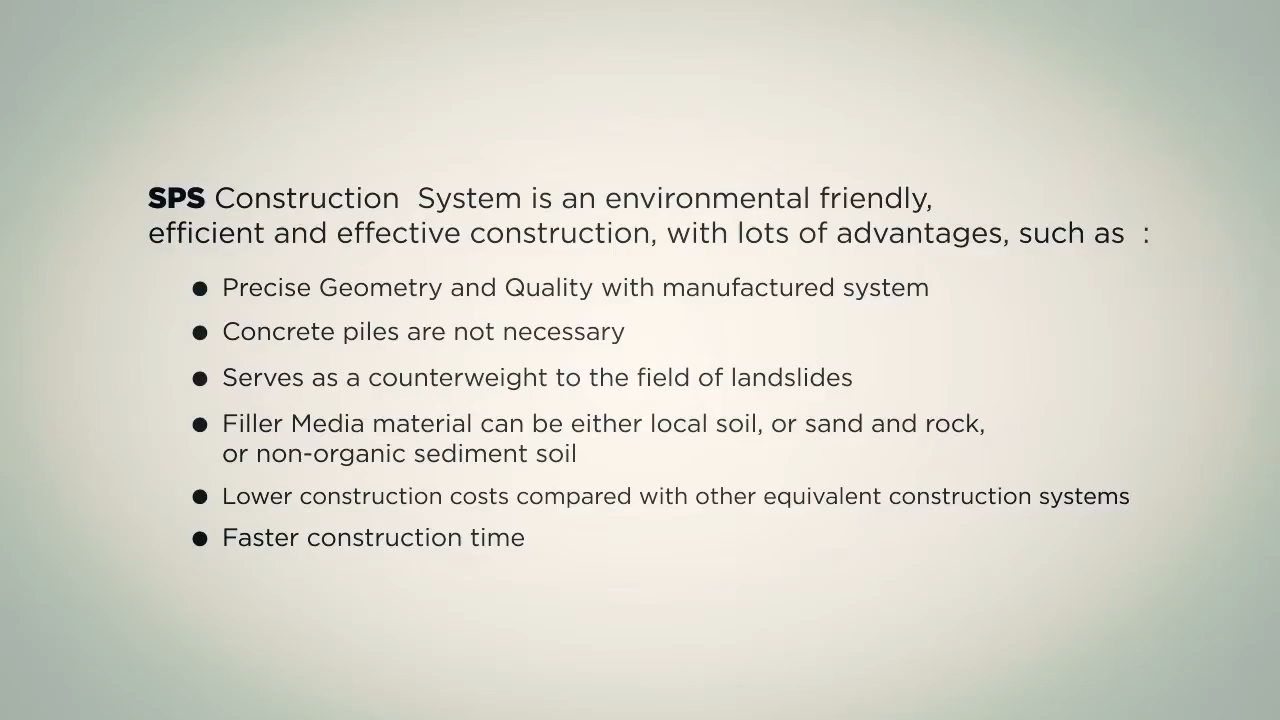 SPS Construction System is an environmental friendly,
efficient and effective construction, with lots of advantages, such as :
● Precise Geometry and Quality with manufactured system
● Concrete piles are not necessary
● Serves as a counterweight to the field of landslides
● Filler Media material can be either local soil, or sand and rock,
or non-organic sediment soil
● Lower construction costs compared with other equivalent construction systems
● Faster construction time